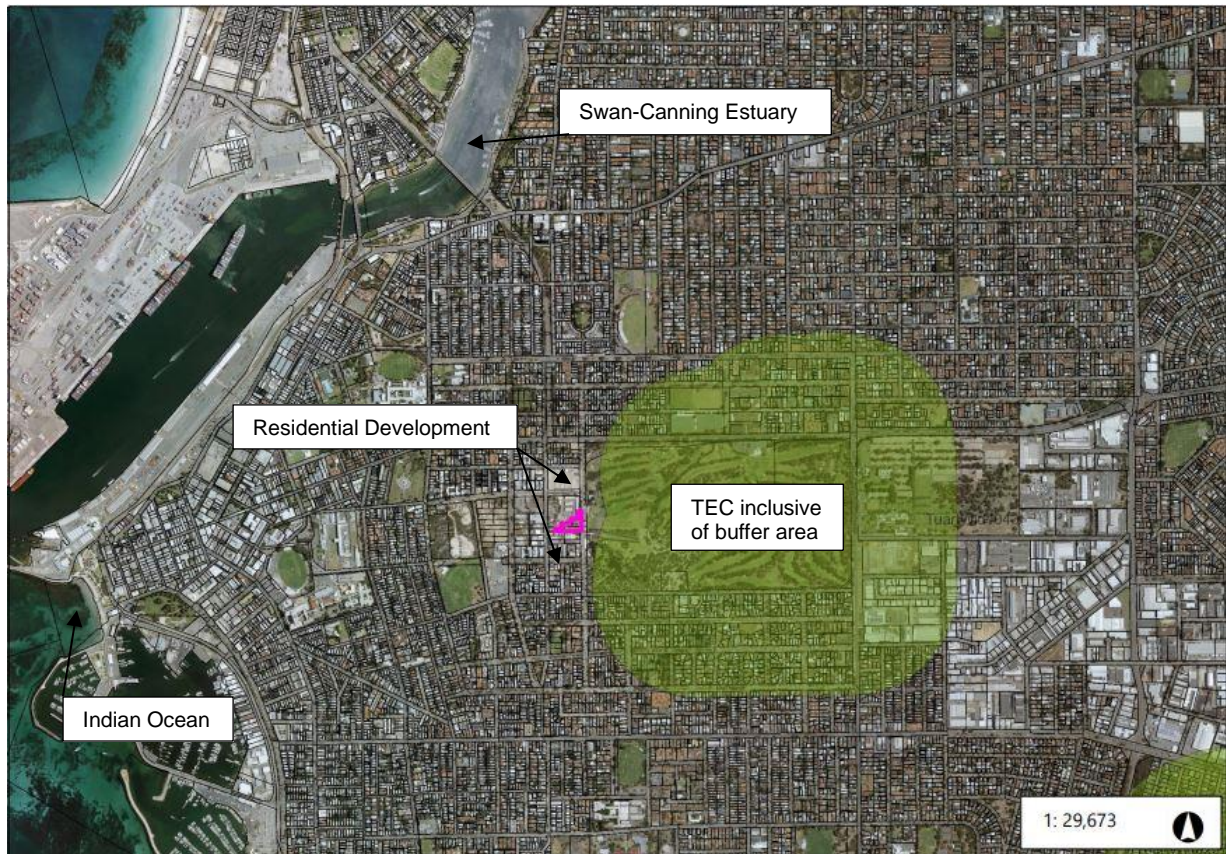 Swan-Canning Estuary
Residential Development
TEC inclusive
of buffer area
Indian Ocean
1: 29,673